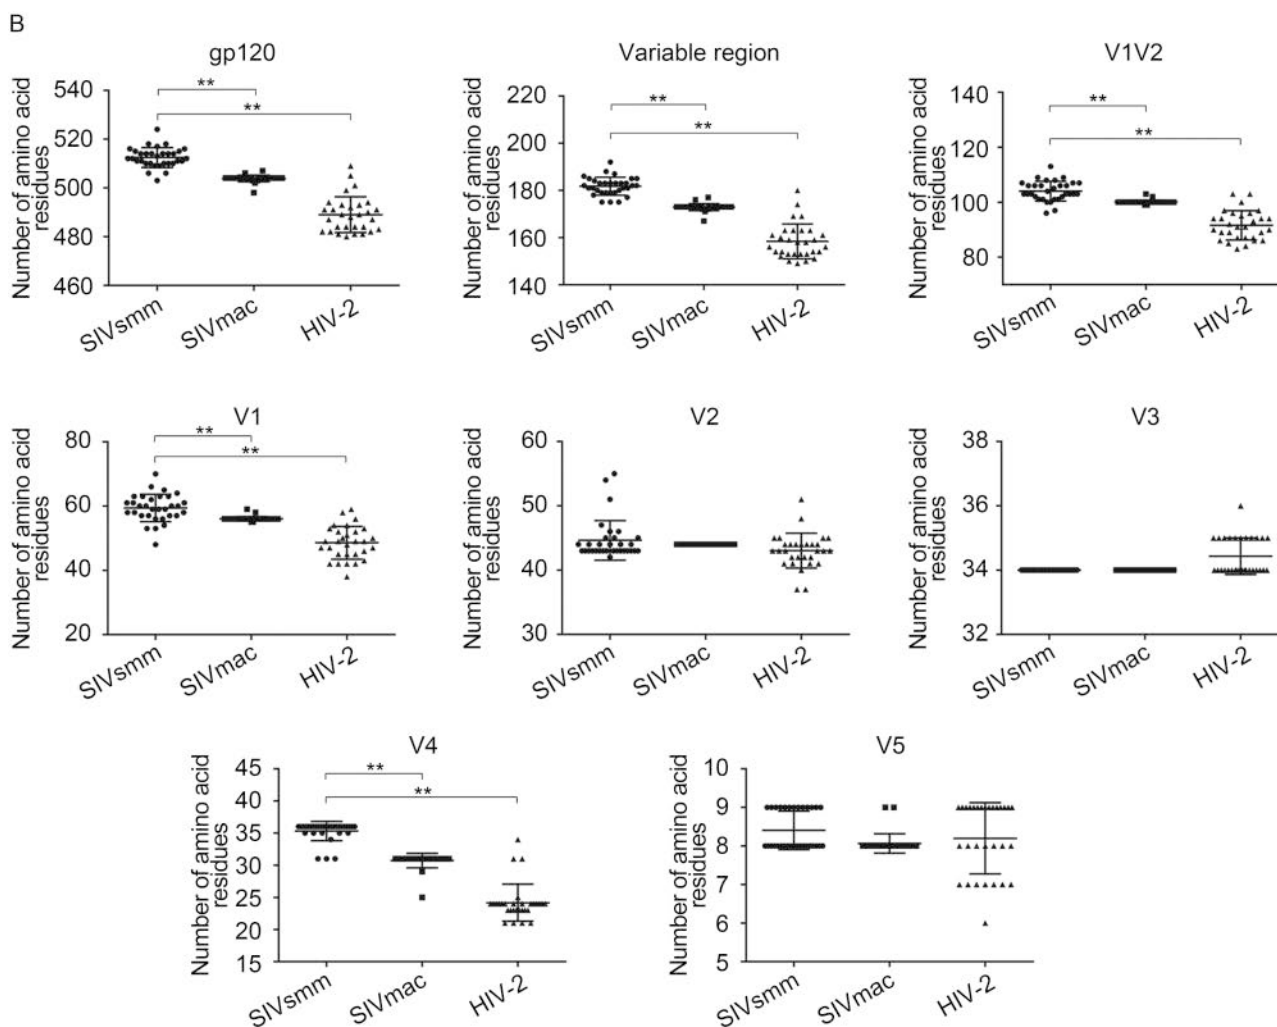 B
gp120
Number of amino acid
residues
540
520
500
480
460
**
**
SIVsmm
SIVmac
HIV-2
Variable region
Number of amino acid
residues
220
200
180
160
140
**
**
SIVsmm
SIVmac
HIV-2
V1V2
Number of amino acid
residues
140
120
100
80
**
**
SIVsmm
SIVmac
HIV-2
V1
Number of amino acid
residues
80
60
40
20
**
**
SIVsmm
SIVmac
HIV-2
V2
Number of amino acid
residues
60
50
40
30
SIVsmm
SIVmac
HIV-2
V3
Number of amino acid
residues
38
36
34
32
SIVsmm
SIVmac
HIV-2
V4
Number of amino acid
residues
45
40
35
30
25
20
15
**
**
SIVsmm
SIVmac
HIV-2
V5
Number of amino acid
residues
10
9
8
7
6
5
SIVsmm
SIVmac
HIV-2